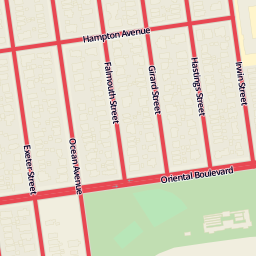 Hampton Avenue
Falmouth Street
Girard Street
Hastings Street
Irwin Street
Exeter Street
Ocean Avenue
Oriental Boulevard